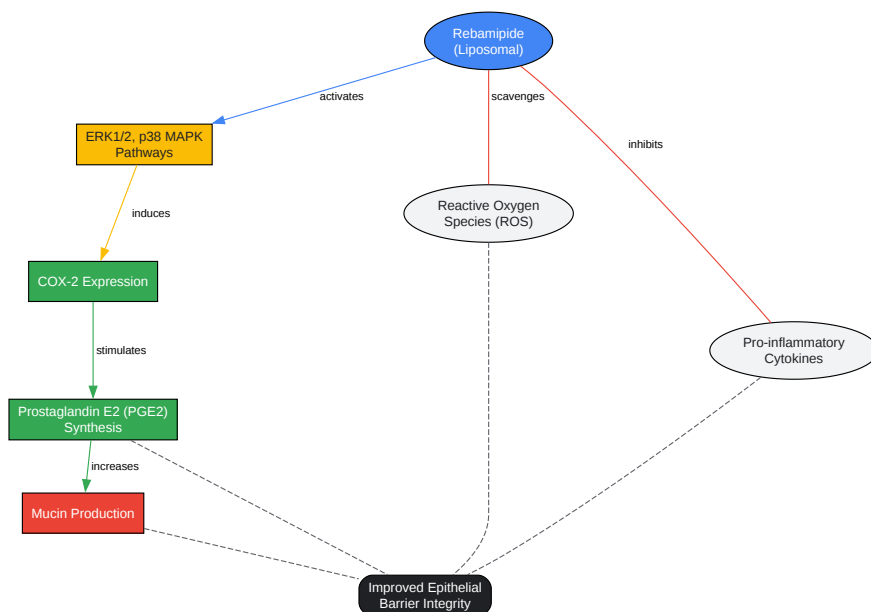 Rebamipide
(Liposomal)
activates
scavenges
inhibits
ERK1/2, p38 MAPK
Pathways
induces
Reactive Oxygen
Species (ROS)
COX-2 Expression
stimulates
Pro-inflammatory
Cytokines
Prostaglandin E2 (PGE2)
Synthesis
increases
Mucin Production
Improved Epithelial
Barrier Integrity